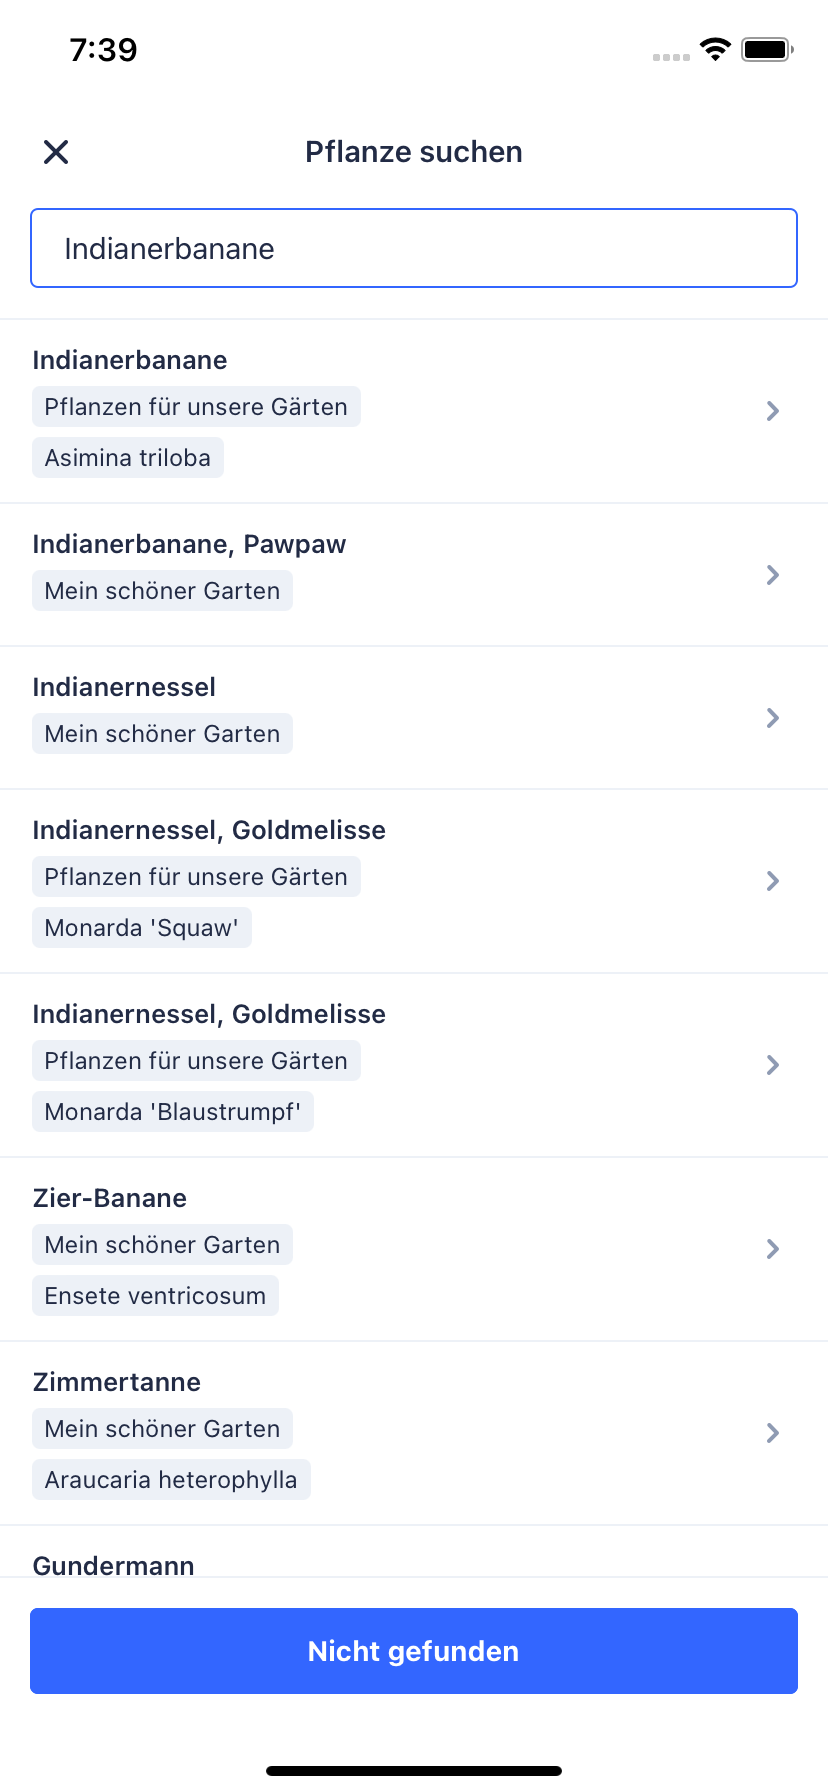 7:39
Pflanze suchen
Indianerbanane
Indianerbanane
Pflanzen für unsere Gärten
Asimina triloba
Indianerbanane, Pawpaw
Mein schöner Garten
Indianernessel
Mein schöner Garten
Indianernessel, Goldmelisse
Pflanzen für unsere Gärten
Monarda 'Squaw'
Indianernessel, Goldmelisse
Pflanzen für unsere Gärten
Monarda 'Blaustrumpf'
Zier-Banane
Mein schöner Garten
Ensete ventricosum
Zimmertanne
Mein schöner Garten
Araucaria heterophylla
Gundermann
Nicht gefunden